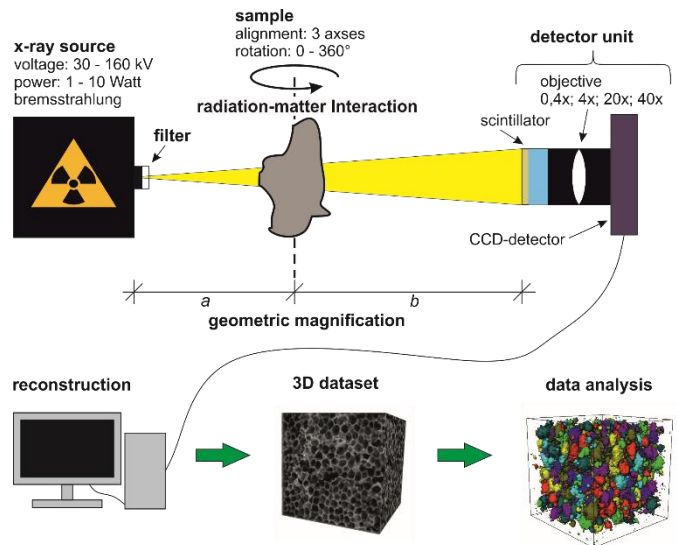 x-ray source
voltage: 30 - 160 kV
power: 1 - 10 Watt
bremsstrahlung
filter
sample
alignment: 3 axses
rotation: 0 - 360°
radiation-matter Interaction
detector unit
objective
0,4x; 4x; 20x; 40x
scintillator
CCD-detector
a
b
geometric magnification
reconstruction
3D dataset
data analysis